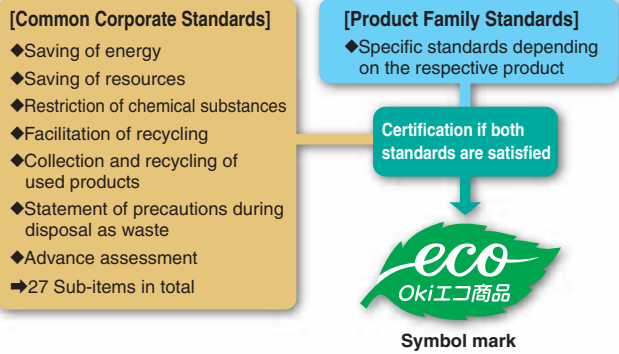 [Common Corporate Standards]
◆Saving of energy
◆Saving of resources
◆Restriction of chemical substances
◆Facilitation of recycling
◆Collection and recycling of
used products
◆Statement of precautions during
disposal as waste
◆Advance assessment
➡27 Sub-items in total
[Product Family Standards]
◆Specific standards depending
on the respective product
Certification if both
standards are satisfied
eco
Okiエコ商品
Symbol mark